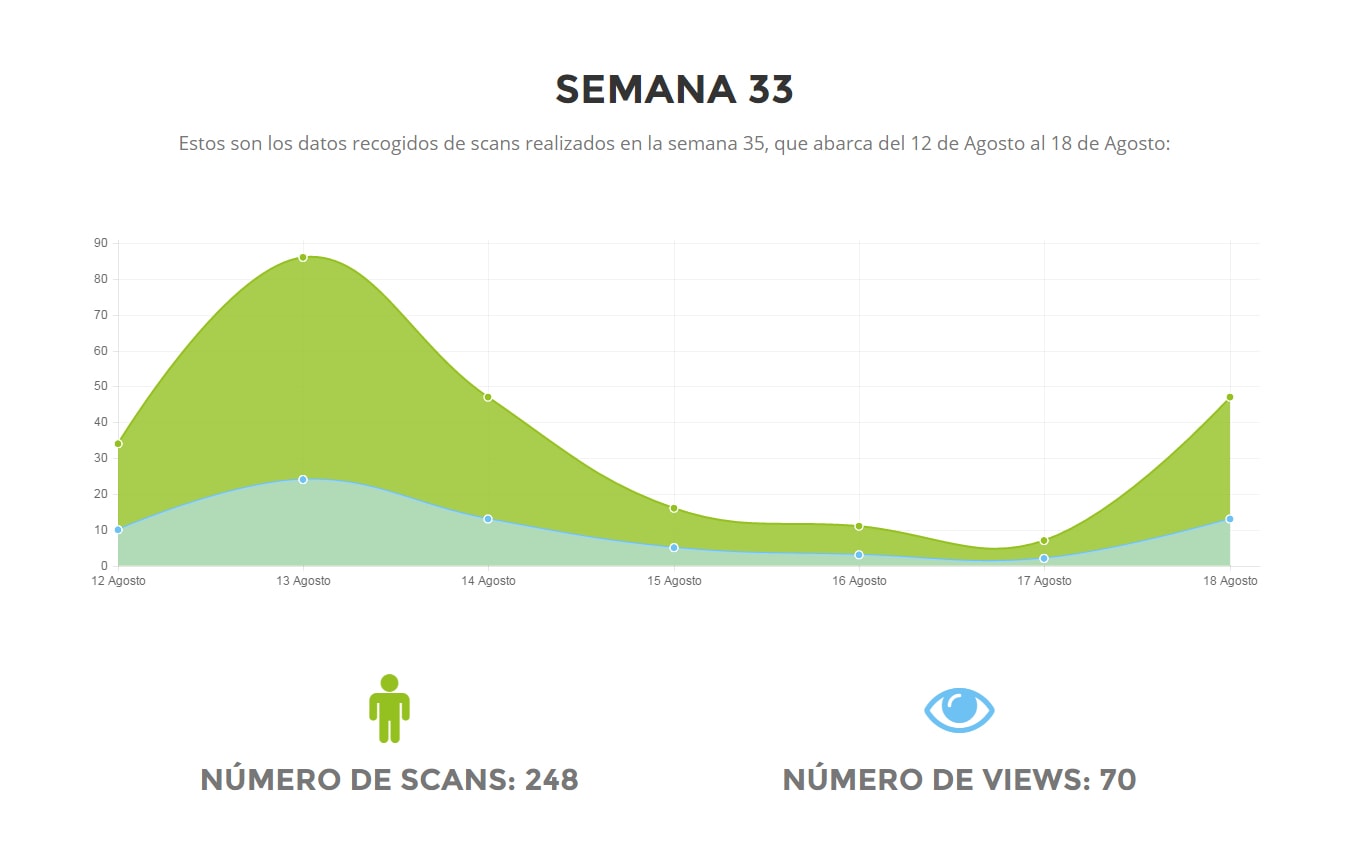 SEMANA 33
Estos son los datos recogidos de scans realizados en la semana 35, que abarca del 12 de Agosto al 18 de Agosto:
90
80
70
60
50
40
30
20
10
0
12 Agosto 13 Agosto 14 Agosto 15 Agosto 16 Agosto 17 Agosto 18 Agosto
NÚMERO DE SCANS: 248 NÚMERO DE VIEWS: 70